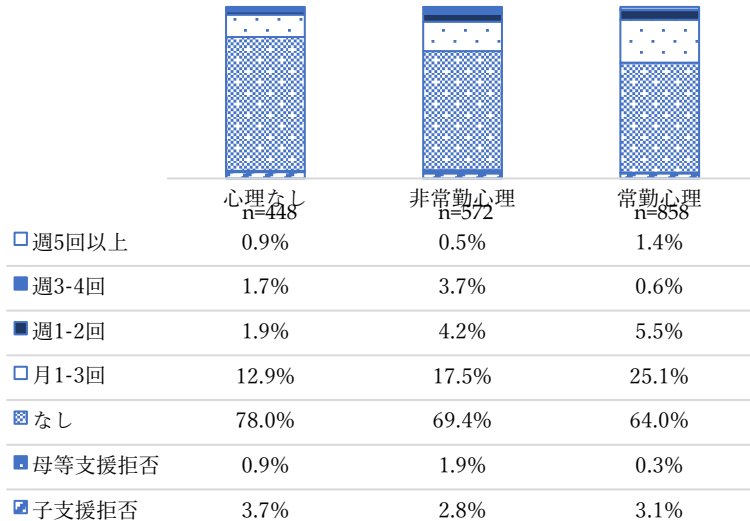 心理なし 非常勤心理 常勤心理
n=448 n=572 n=858
週5回以上 0.9% 0.5% 1.4%
週3-4回 1.7% 3.7% 0.6%
週1-2回 1.9% 4.2% 5.5%
月1-3回 12.9% 17.5% 25.1%
なし 78.0% 69.4% 64.0%
母等支援拒否 0.9% 1.9% 0.3%
子支援拒否 3.7% 2.8% 3.1%